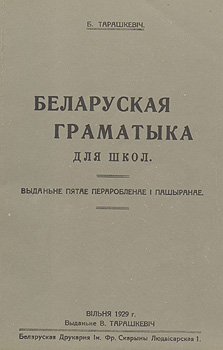 Б. ТАРАШКЕВІЧ.
БЕЛАРУСКАЯ
ГРАМАТЫКА
ДЛЯ ШКОЛ.
ВЫДАНЬНЕ ПЯТАЕ ПЕРАРОБЛЕНАЕ І ПАШЫРАНАЕ.
ВІЛЬНЯ 1929 г.
Выданьне В. ТАРАШКЕВІЧ
Беларуская Друкарня Ім. Фр. Скарыны Людвісарская 1.